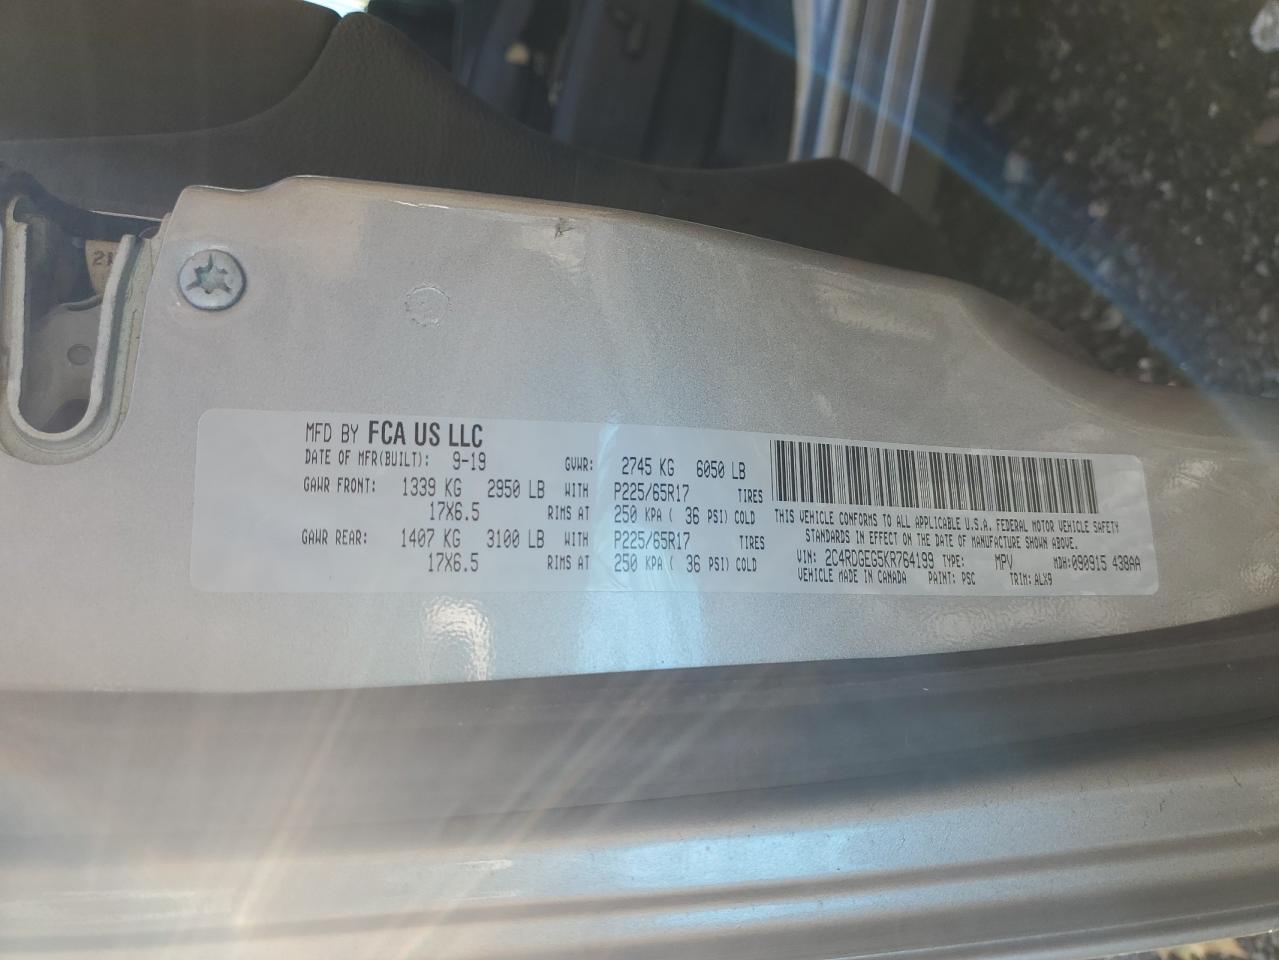 MFD BY FCA US LLC
DATE OF MFR(BUILT): 9-19 GVWR: 2745 KG 6050 LB
GAWR FRONT: 1339 KG 2950 LB WITH P225/65R17 TIRES
17X6.5 RIMS AT 250 KPA ( 36 PSI) COLD
GAWR REAR: 1407 KG 3100 LB WITH P225/65R17 TIRES
17X6.5 RIMS AT 250 KPA ( 36 PSI) COLD
THIS VEHICLE CONFORMS TO ALL APPLICABLE U.S.A. FEDERAL MOTOR VEHICLE SAFETY
STANDARDS IN EFFECT ON THE DATE OF MANUFACTURE SHOWN ABOVE.
VIN: 2C4RDGEG5KR764199 TYPE: MPV MDH: 090915 439AA
VEHICLE MADE IN CANADA PAINT: PSC TRIM: ALX9